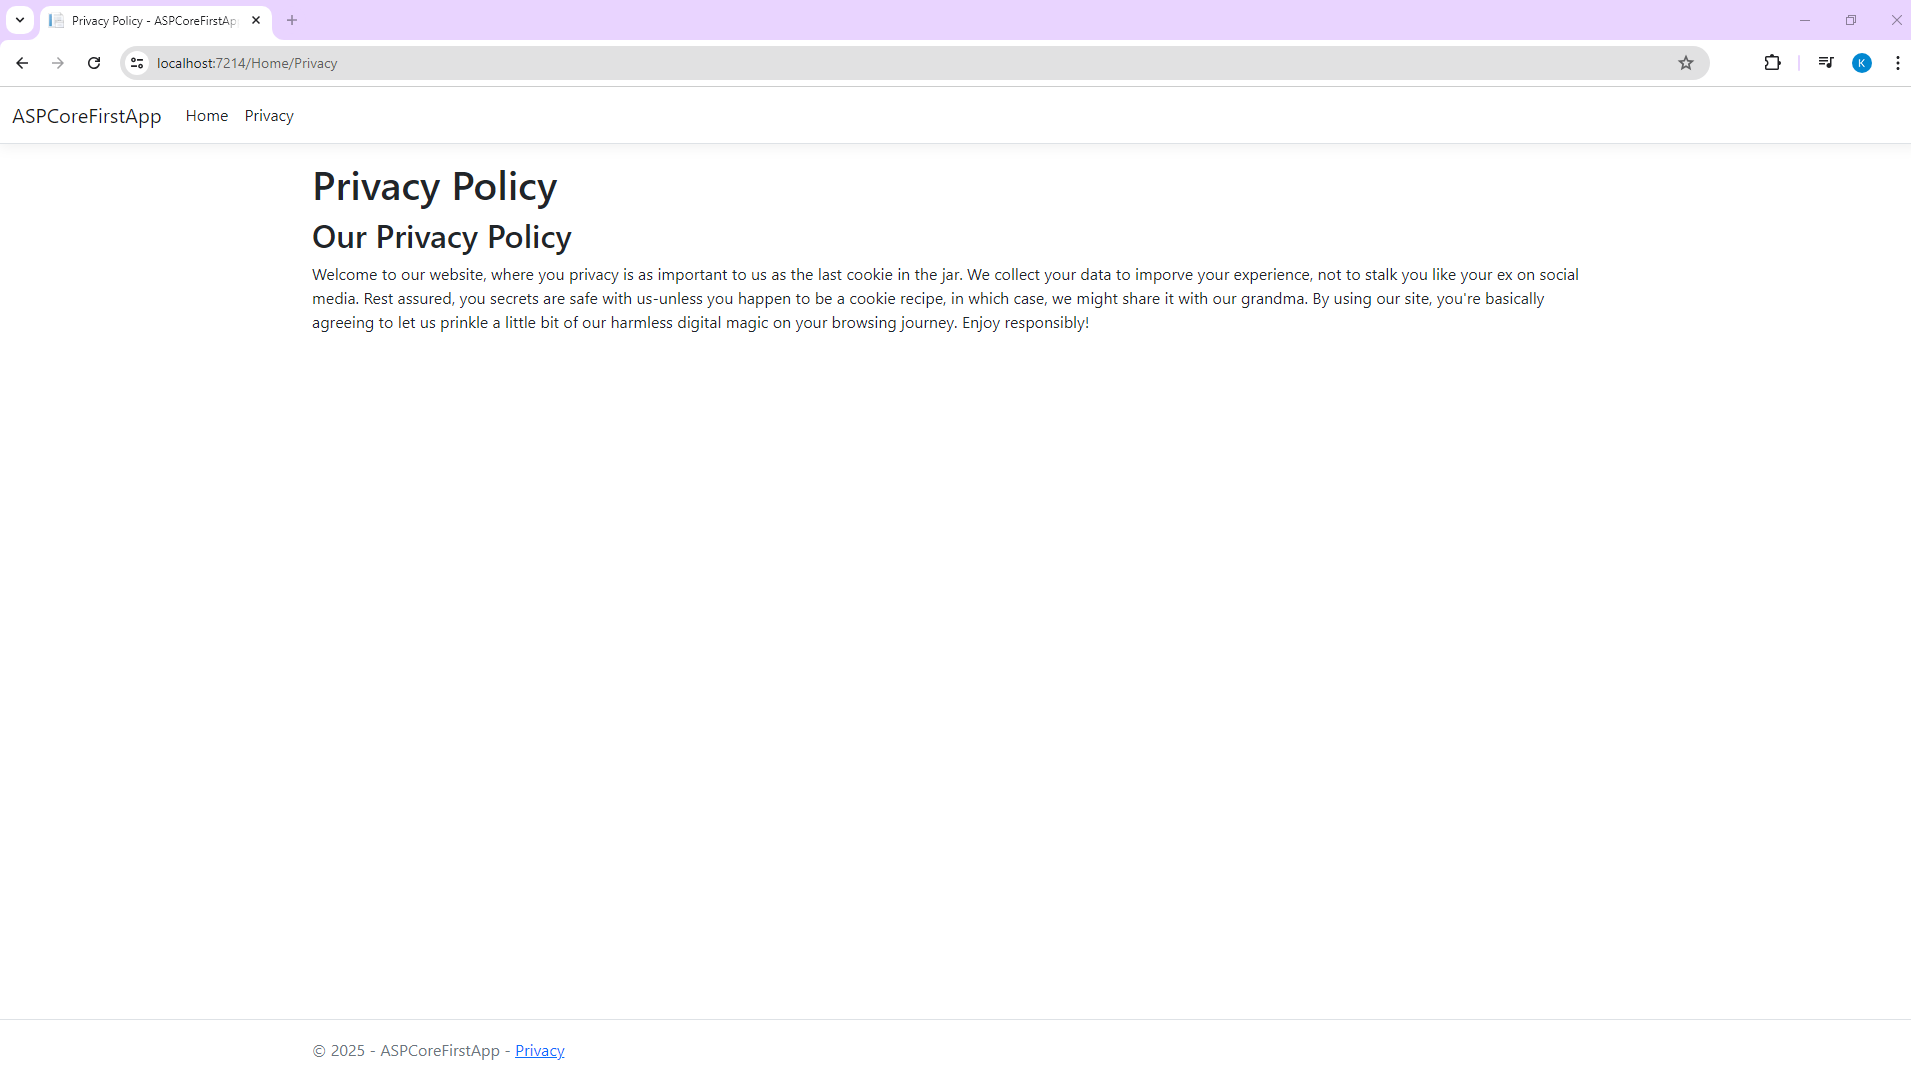 Privacy Policy - ASPCoreFirstAp
localhost:7214/Home/Privacy
K
ASPCoreFirstApp Home Privacy
Privacy Policy
Our Privacy Policy
Welcome to our website, where you privacy is as important to us as the last cookie in the jar. We collect your data to imporve your experience, not to stalk you like your ex on social
media. Rest assured, you secrets are safe with us-unless you happen to be a cookie recipe, in which case, we might share it with our grandma. By using our site, you're basically
agreeing to let us prinkle a little bit of our harmless digital magic on your browsing journey. Enjoy responsibly!
© 2025 - ASPCoreFirstApp - Privacy